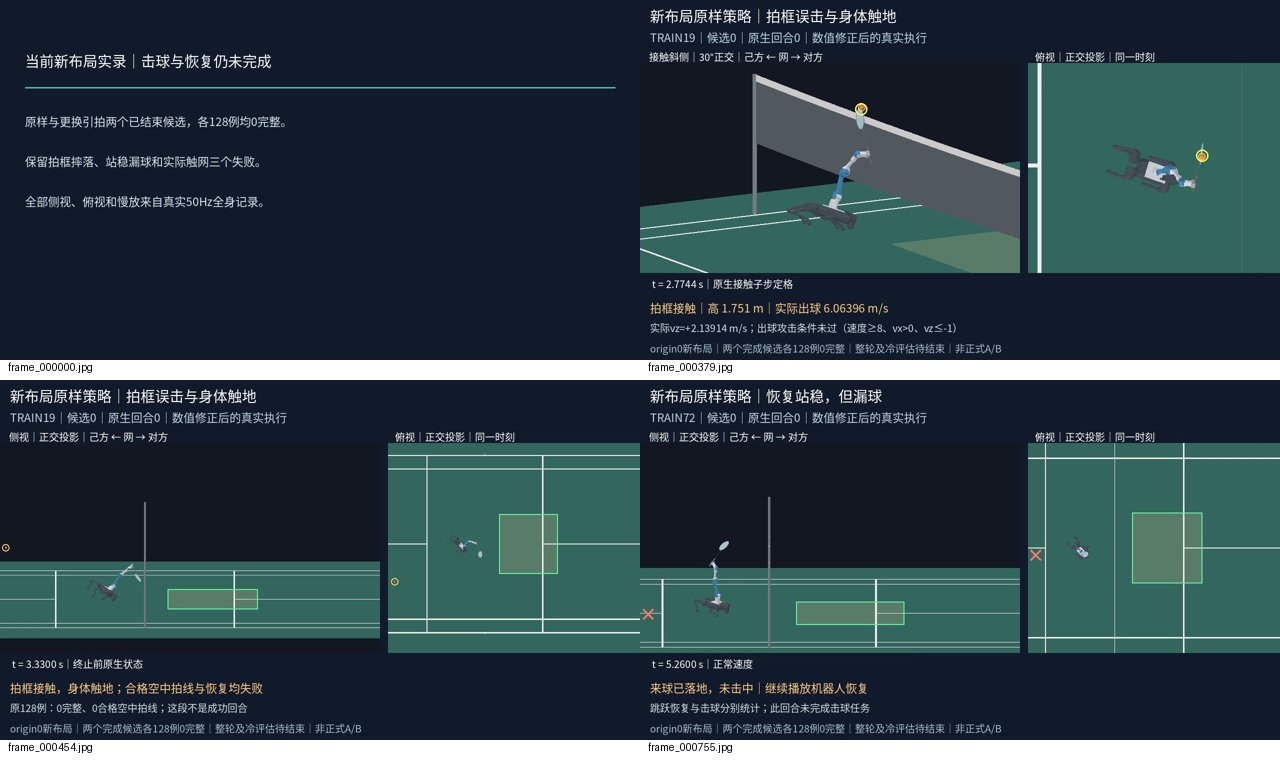 当前新布局实录｜击球与恢复仍未完成
原样与更换引拍两个已结束候选，各128例均0完整。
保留拍框摔落、站稳漏球和实际触网三个失败。
全部侧视、俯视和慢放来自真实50Hz全身记录。
frame_000000.jpg
新布局原样策略｜拍框误击与身体触地
TRAIN19｜候选0｜原生回合0｜数值修正后的真实执行
接触斜侧｜30°正交｜己方 ← 网 → 对方
俯视｜正交投影｜同一时刻
t = 2.7744 s｜原生接触子步定格
拍框接触｜高 1.751 m｜实际出球 6.06396 m/s
实际vz=+2.13914 m/s；出球攻击条件未过（速度≥8、vx>0、vz≤-1）
origin0新布局｜两个完成候选各128例0完整｜整轮及冷评估待结束｜非正式A/B
frame_000379.jpg
新布局原样策略｜拍框误击与身体触地
TRAIN19｜候选0｜原生回合0｜数值修正后的真实执行
侧视｜正交投影｜己方 ← 网 → 对方
俯视｜正交投影｜同一时刻
t = 3.3300 s｜终止前原生状态
拍框接触，身体触地；合格空中拍线与恢复均失败
原128例：0完整、0合格空中拍线；这段不是成功回合
origin0新布局｜两个完成候选各128例0完整｜整轮及冷评估待结束｜非正式A/B
frame_000454.jpg
新布局原样策略｜恢复站稳，但漏球
TRAIN72｜候选0｜原生回合0｜数值修正后的真实执行
侧视｜正交投影｜己方 ← 网 → 对方
俯视｜正交投影｜同一时刻
t = 5.2600 s｜正常速度
来球已落地，未击中｜继续播放机器人恢复
跳跃恢复与击球分别统计；此回合未完成击球任务
origin0新布局｜两个完成候选各128例0完整｜整轮及冷评估待结束｜非正式A/B
frame_000755.jpg